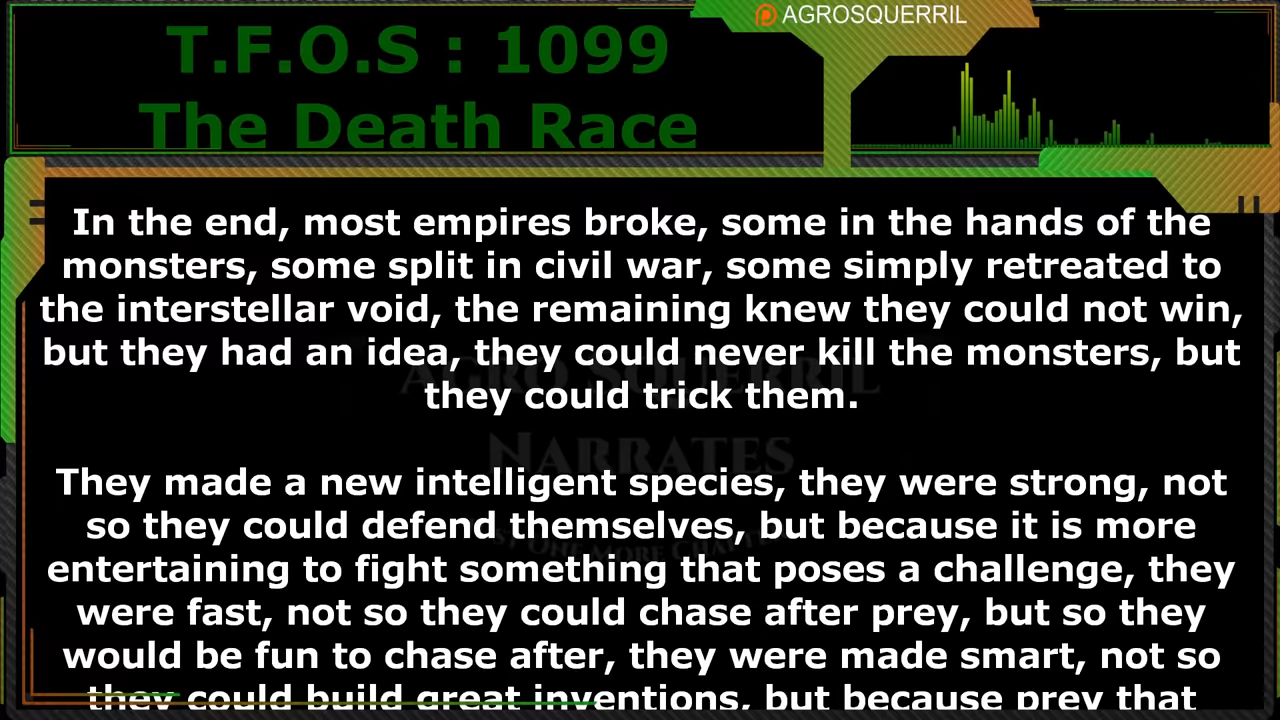 AGROSQUERRIL
T.F.O.S : 1099
The Death Race
In the end, most empires broke, some in the hands of the
monsters, some split in civil war, some simply retreated to
the interstellar void, the remaining knew they could not win,
but they had an idea, they could never kill the monsters, but
they could trick them.
AGRO SQUERRIL
NARRATES
They made a new intelligent species, they were strong, not
so they could defend themselves, but because it is more
entertaining to fight something that poses a challenge, they
were fast, not so they could chase after prey, but so they
would be fun to chase after, they were made smart, not so
they could build great inventions, but because prey that